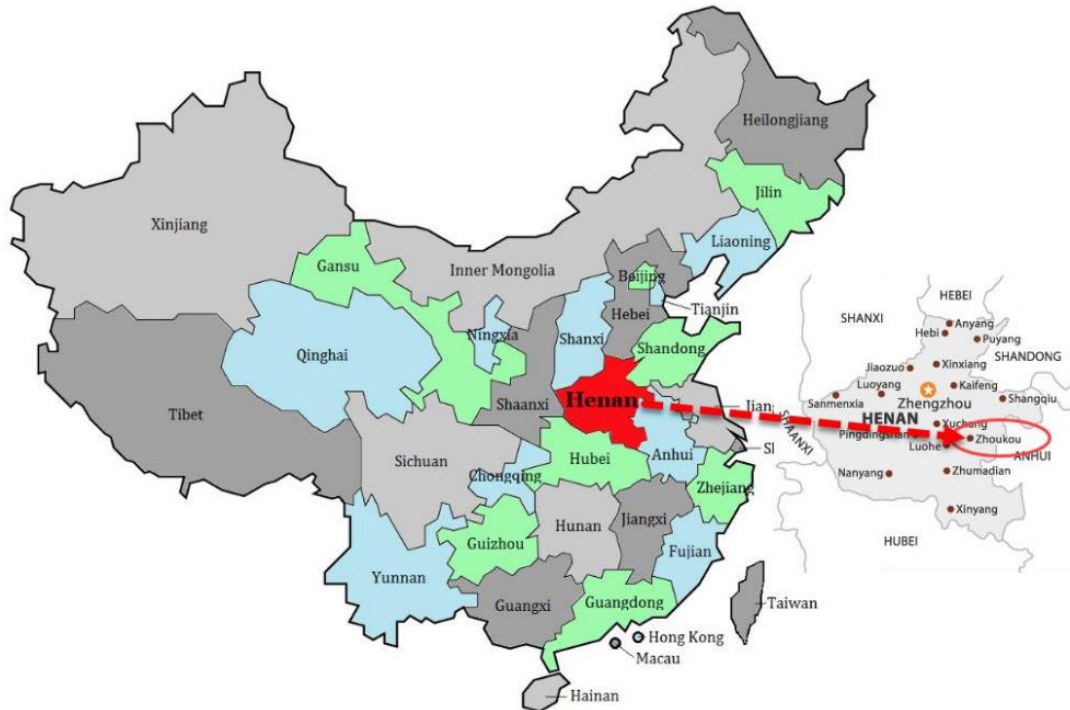 Heilongjiang
Jilin
Xinjiang
Liaoning
Gansu
Inner Mongolia
Beijing
Tianjin
Hebei
Ningxia
Shanxi
Qinghai
Shandong
Henan
Shaanxi
Tibet
Jian
Sichuan
Hubei
Anhui
Sl
Chongqing
Zhejiang
Hunan
Jiangxi
Guizhou
Fujian
Yunnan
Guangxi
Guangdong
Taiwan
Hong Kong
Macau
Hainan
HEBEI
SHANXI
Anyang
Hebi
Puyang
SHANDONG
Jiaozuo
Xinxiang
Luoyang
Kaifeng
Sanmenxia
Zhengzhou
Shangqiu
HENAN
Xuchang
SHAANXI
Zhoukou
Luohe
ANHUI
Nanyang
Zhumadian
Xinyang
HUBEI